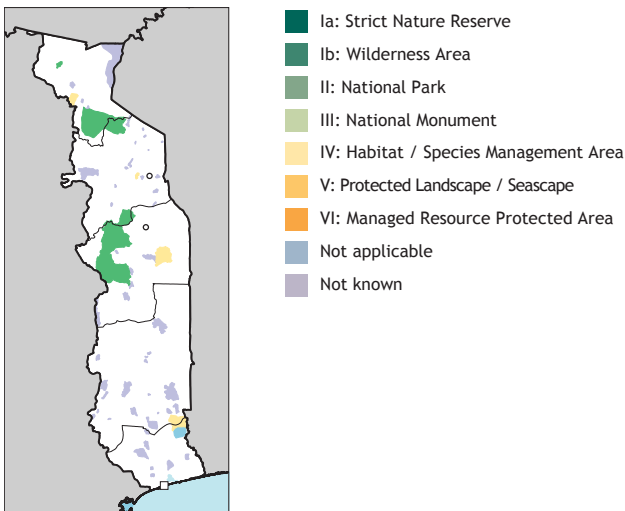 Ia: Strict Nature Reserve
Ib: Wilderness Area
II: National Park
III: National Monument
IV: Habitat / Species Management Area
V: Protected Landscape / Seascape
VI: Managed Resource Protected Area
Not applicable
Not known